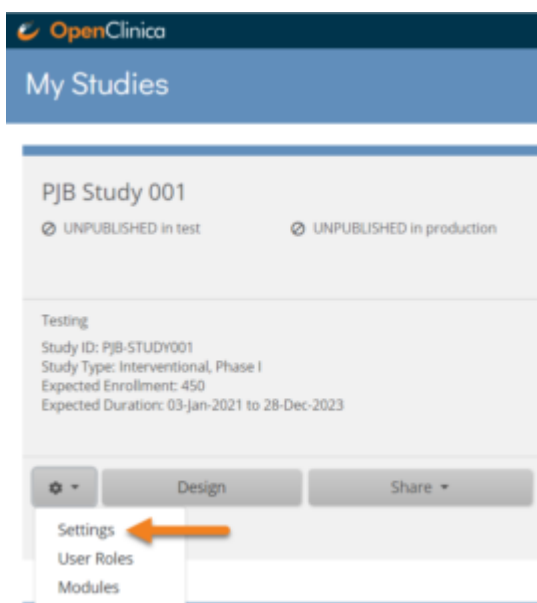 OpenClinica
My Studies
PJB Study 001
UNPUBLISHED in test UNPUBLISHED in production
Testing
Study ID: PJB-STUDY001
Study Type: Interventional, Phase I
Expected Enrollment: 450
Expected Duration: 03-Jan-2021 to 28-Dec-2023
Design Share
Settings
User Roles
Modules